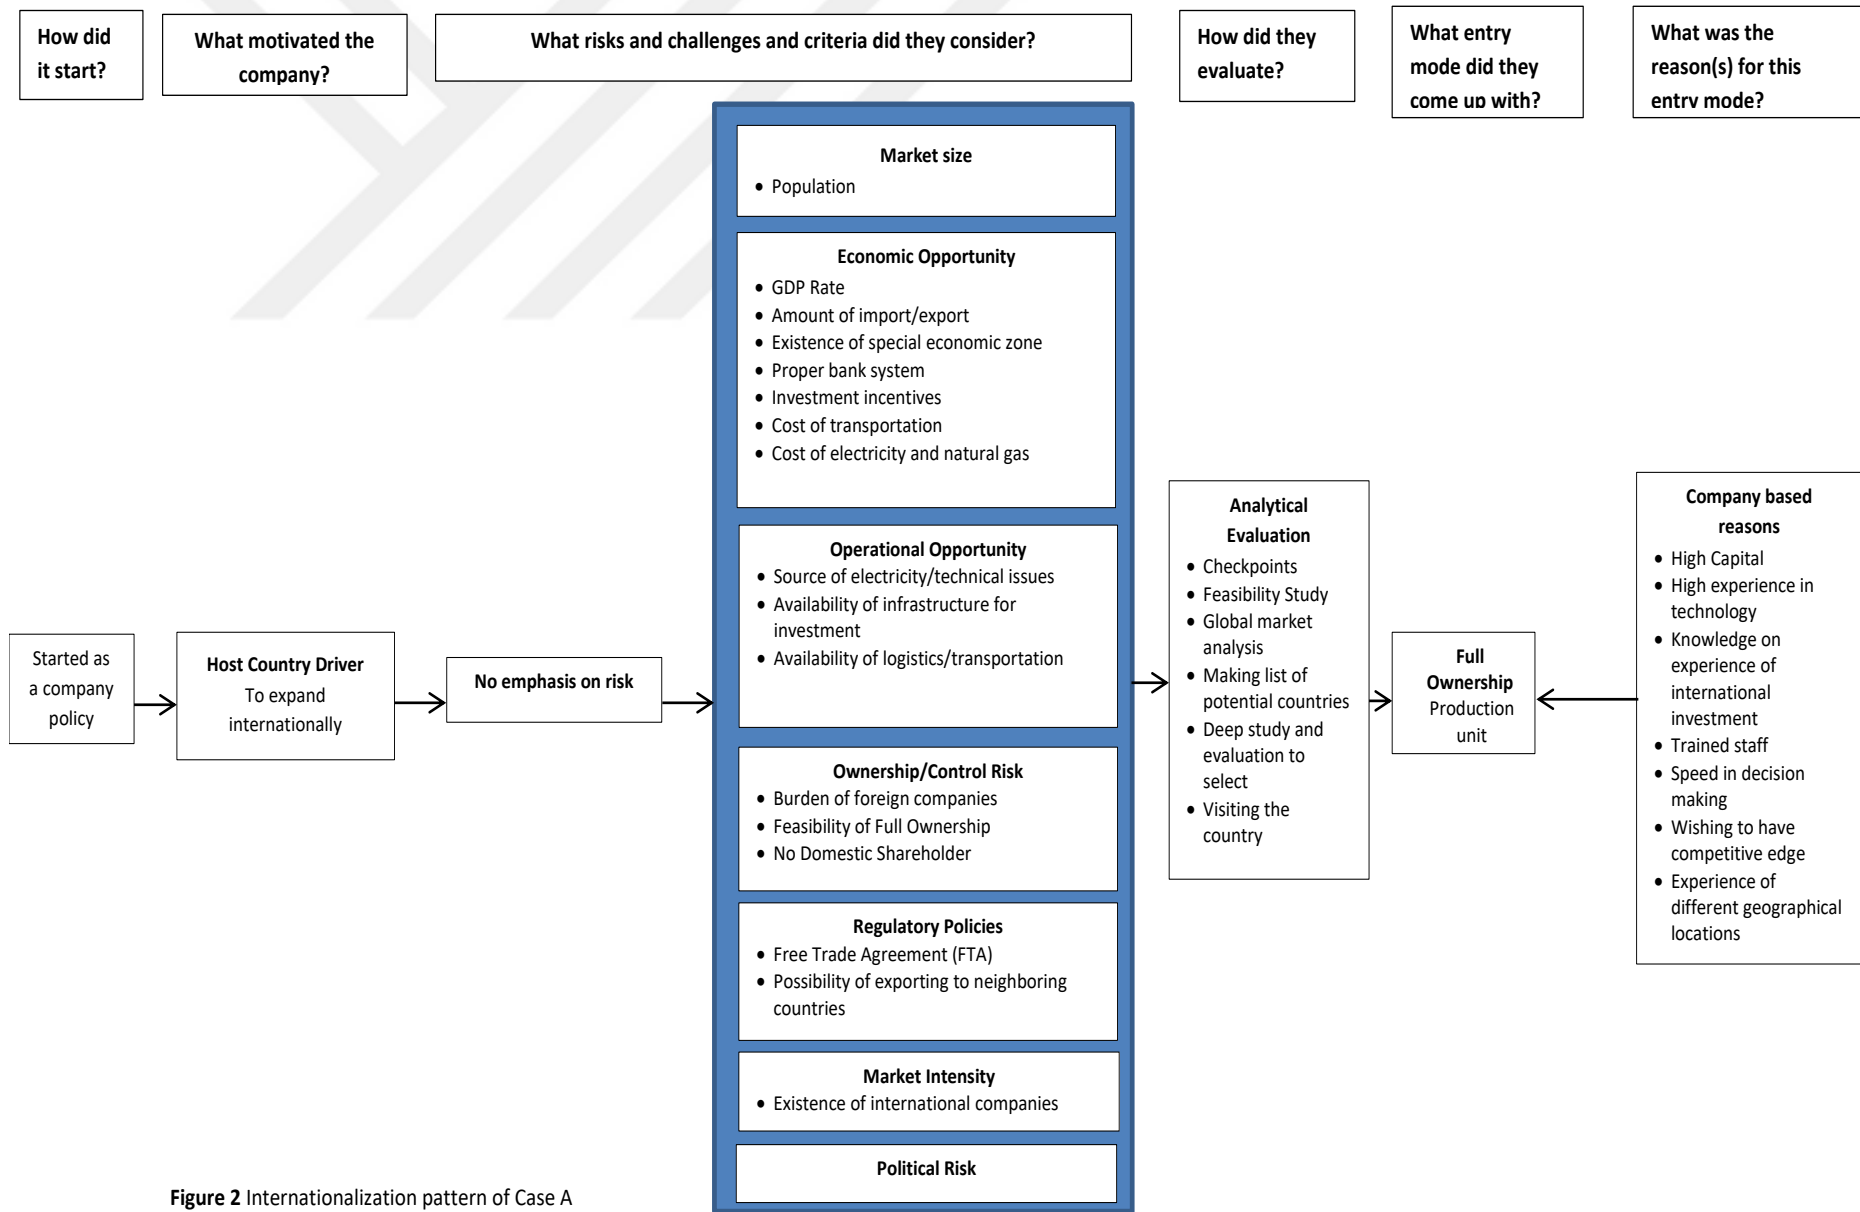 How did
it start?
What motivated the
company?
What risks and challenges and criteria did they consider?
How did they
evaluate?
What entry
mode did they
come up with?
What was the
reason(s) for this
entry mode?
Started as
a company
policy
Host Country Driver
To expand
internationally
No emphasis on risk
Market size
• Population
Economic Opportunity
• GDP Rate
• Amount of import/export
• Existence of special economic zone
• Proper bank system
• Investment incentives
• Cost of transportation
• Cost of electricity and natural gas
Operational Opportunity
• Source of electricity/technical issues
• Availability of infrastructure for
investment
• Availability of logistics/transportation
Ownership/Control Risk
• Burden of foreign companies
• Feasibility of Full Ownership
• No Domestic Shareholder
Regulatory Policies
• Free Trade Agreement (FTA)
• Possibility of exporting to neighboring
countries
Market Intensity
• Existence of international companies
Political Risk
Analytical
Evaluation
• Checkpoints
• Feasibility Study
• Global market
analysis
• Making list of
potential countries
• Deep study and
evaluation to
select
• Visiting the
country
Full
Ownership
Production
unit
Company based
reasons
• High Capital
• High experience in
technology
• Knowledge on
experience of
international
investment
• Trained staff
• Speed in decision
making
• Wishing to have
competitive edge
• Experience of
different geographical
locations
Figure 2 Internationalization pattern of Case A